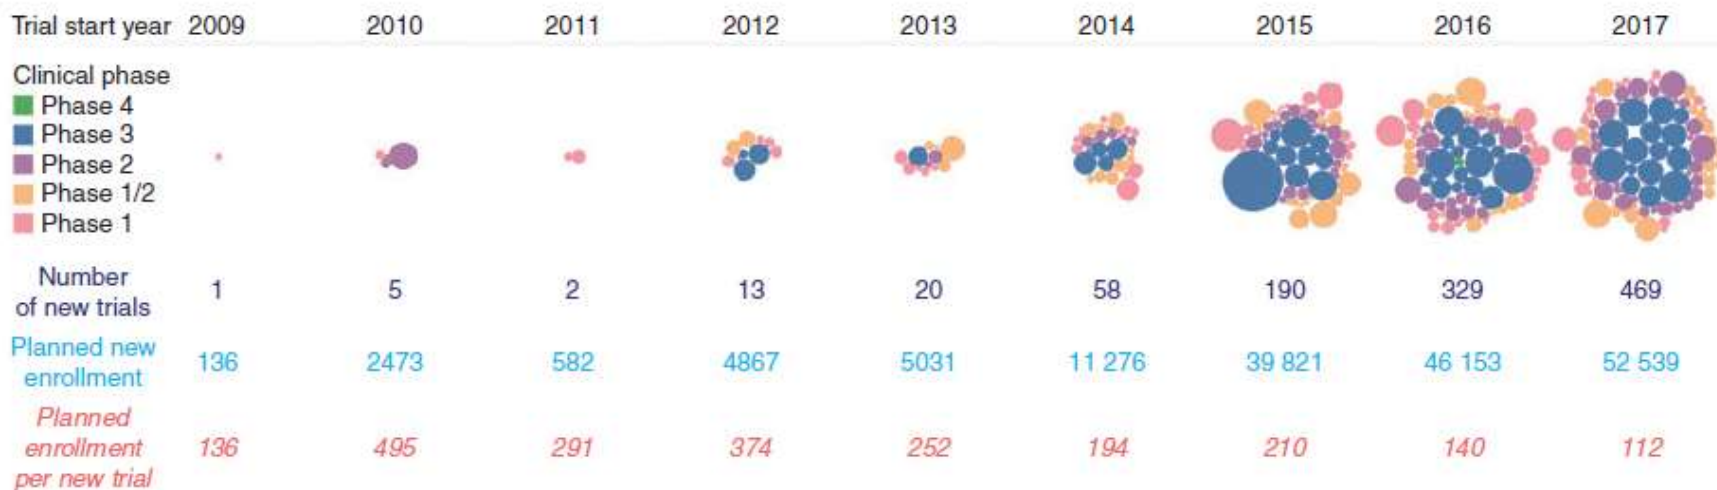 Trial start year 2009 2010 2011 2012 2013 2014 2015 2016 2017
Clinical phase
Phase 4
Phase 3
Phase 2
Phase 1/2
Phase 1
Number
of new trials 1 5 2 13 20 58 190 329 469
Planned new
enrollment 136 2473 582 4867 5031 11 276 39 821 46 153 52 539
Planned
enrollment
per new trial 136 495 291 374 252 194 210 140 112